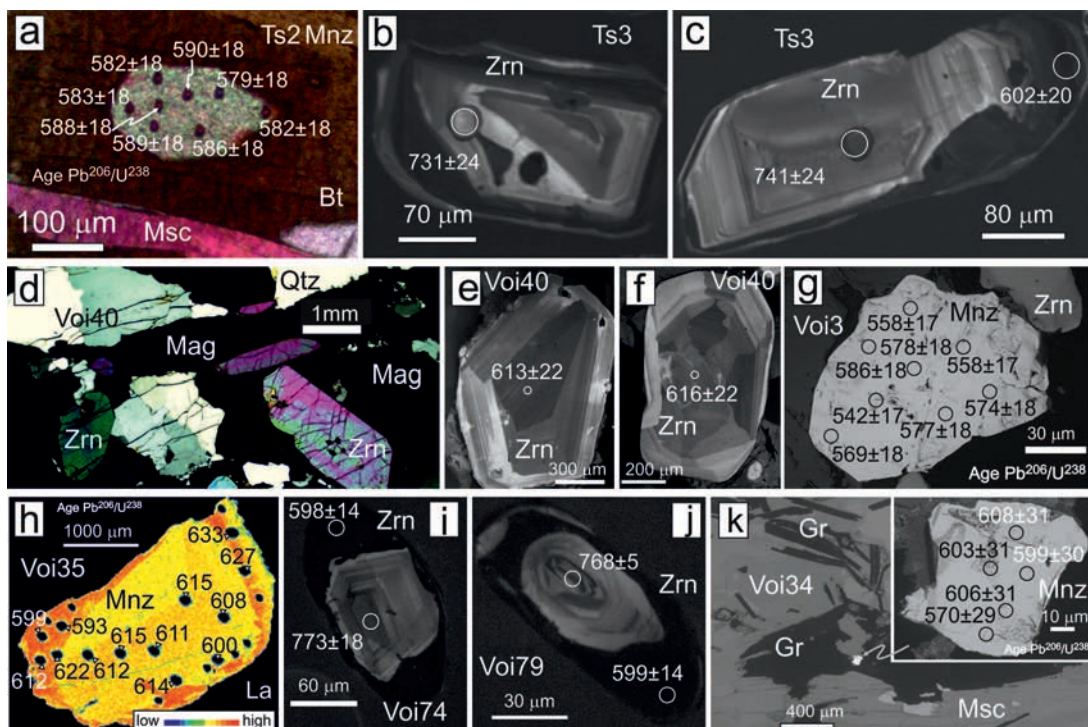 a
Ts2 Mnz
590±18
582±18
579±18
583±18
588±18
582±18
589±18
586±18
Age Pb²⁰⁶/U²³⁸
Bt
Msc
100 µm
b
Ts3
Zrn
731±24
70 µm
c
Ts3
Zrn
602±20
741±24
80 µm
d
Qtz
Voi40
1mm
Mag
Mag
Zrn
Zrn
e
Voi40
613±22
Zrn
300 µm
f
Voi40
616±22
Zrn
200 µm
g
Mnz
Zrn
Voi3
558±17
578±18
558±17
586±18
574±18
542±17
577±18
569±18
30 µm
Age Pb²⁰⁶/U²³⁸
h
Age Pb²⁰⁶/U²³⁸
1000 µm
633
Voi35
627
615
Mnz
608
599
593
615
611
600
622
612
612
614
La
low
high
i
598±14
Zrn
773±18
60 µm
Voi74
j
768±5
Zrn
Voi79
599±14
30 µm
k
Gr
608±31
603±31
599±30
Voi34
Mnz
606±31
570±29
Gr
10 µm
Age Pb²⁰⁶/U²³⁸
400 µm
Msc